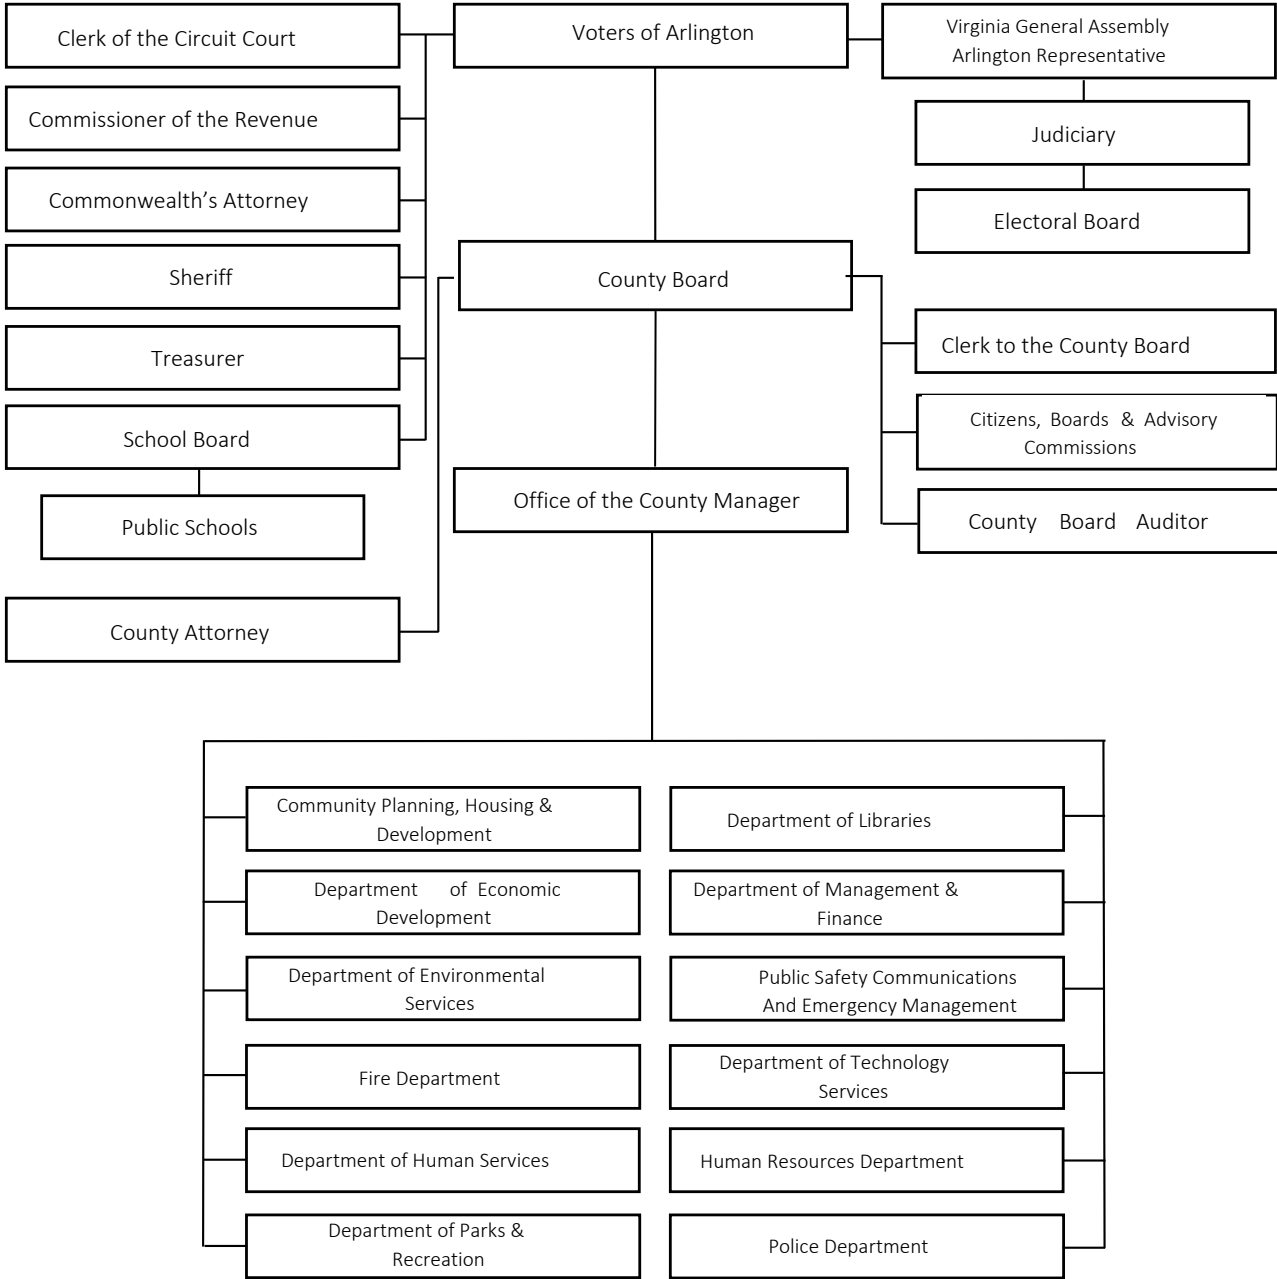 Clerk of the Circuit Court
Voters of Arlington
Virginia General Assembly
Arlington Representative
Commissioner of the Revenue
Judiciary
Commonwealth’s Attorney
Electoral Board
Sheriff
County Board
Treasurer
Clerk to the County Board
School Board
Citizens, Boards & Advisory
Commissions
Public Schools
Office of the County Manager
County Board Auditor
County Attorney
Community Planning, Housing &
Development
Department of Libraries
Department of Economic
Development
Department of Management &
Finance
Department of Environmental
Services
Public Safety Communications
And Emergency Management
Fire Department
Department of Technology
Services
Department of Human Services
Human Resources Department
Department of Parks &
Recreation
Police Department